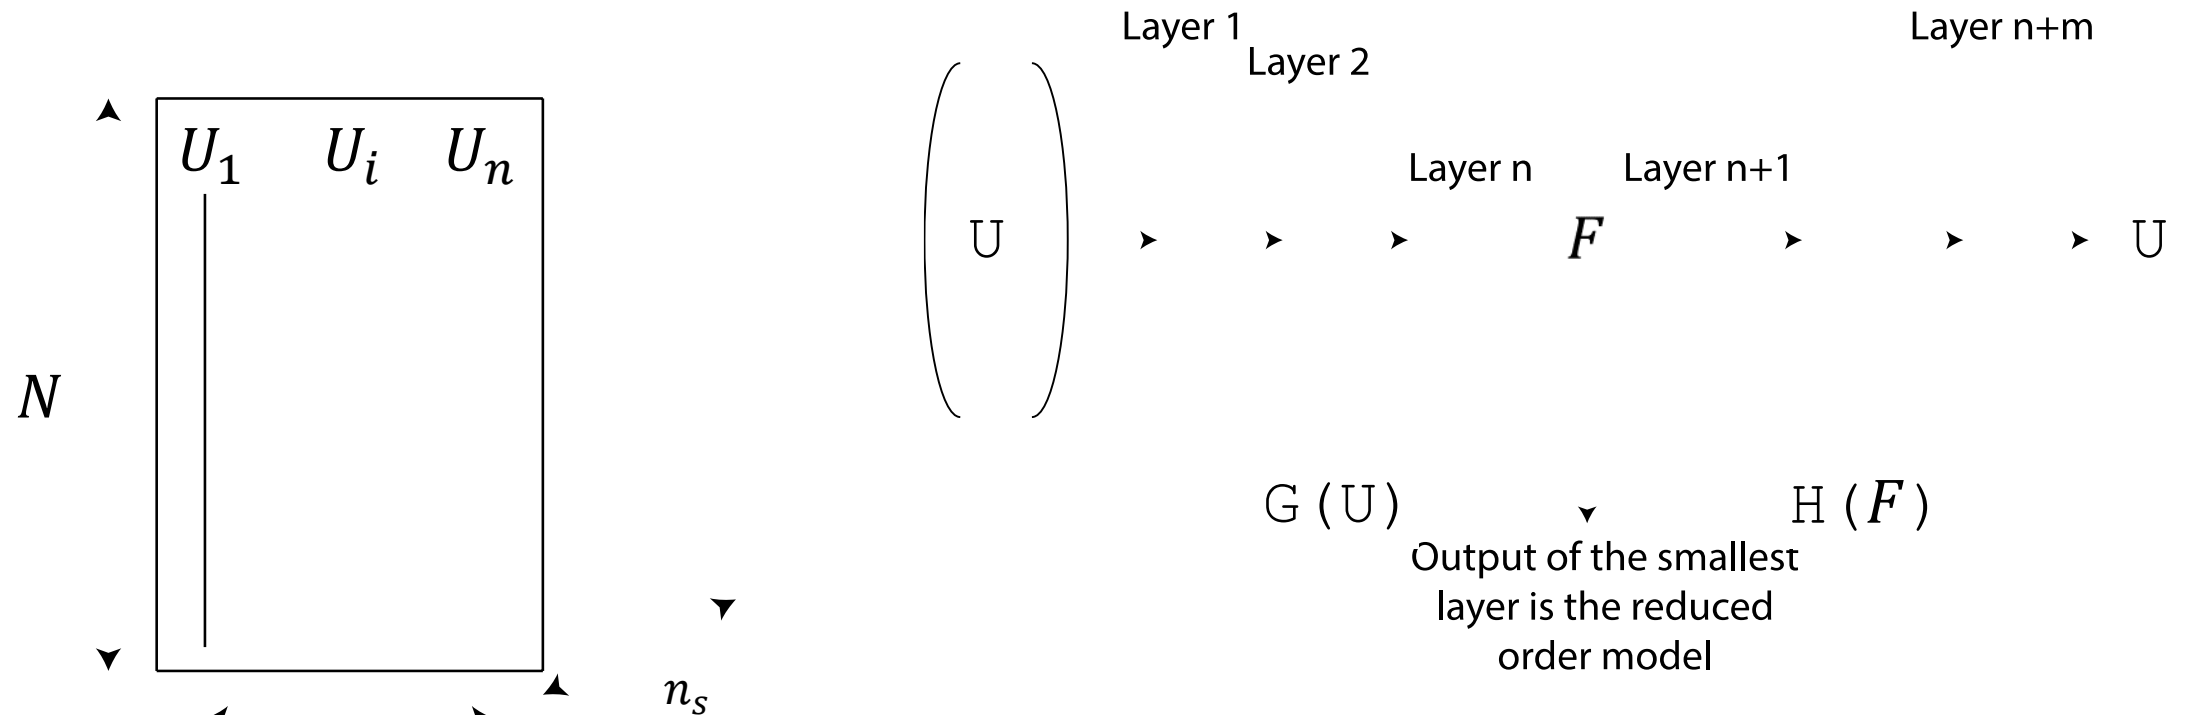 Layer 1
Layer 2
Layer n+m
U₁ Uᵢ Uₙ
Layer n
Layer n+1
U
F
U
N
G(U)
H(F)
Output of the smallest
layer is the reduced
order model
nₛ